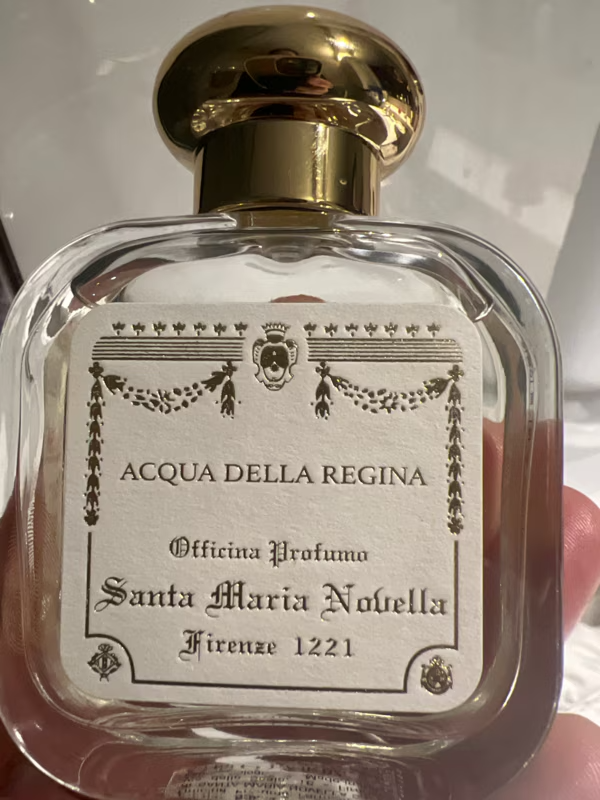 ACQUA DELLA REGINA
Officina Profumo
Santa Maria Novella
Firenze 1221